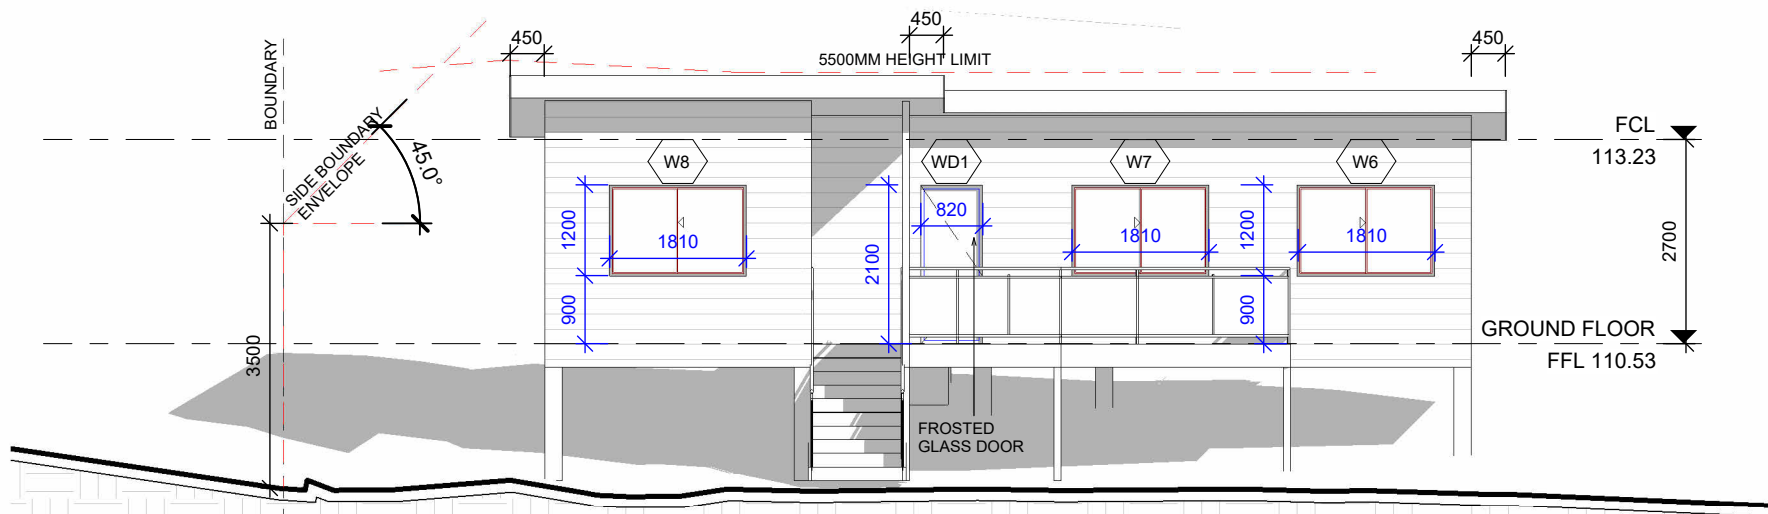 450
450
450
5500MM HEIGHT LIMIT
BOUNDARY
SIDE BOUNDARY
ENVELOPE
45.0°
3500
FCL
113.23
2700
GROUND FLOOR
FFL 110.53
W8
WD1
W7
W6
1200
1810
900
2100
820
1810
1200
1810
900
FROSTED
GLASS DOOR